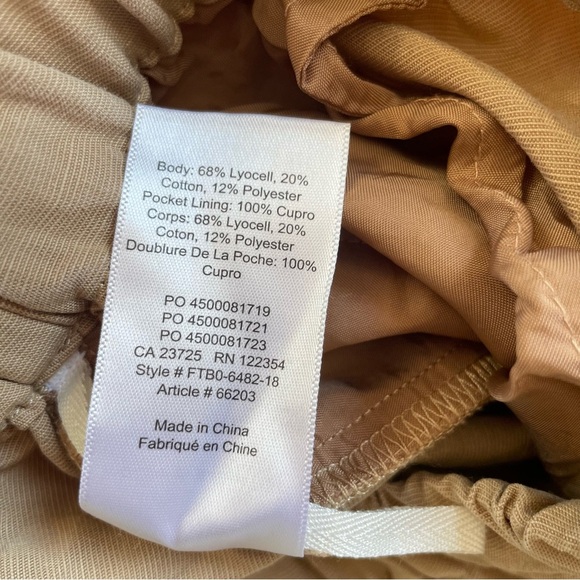 Body: 68% Lyocell, 20%
Cotton, 12% Polyester
Pocket Lining: 100% Cupro
Corps: 68% Lyocell, 20%
Coton, 12% Polyester
Doublure De La Poche: 100%
Cupro
PO 4500081719
PO 4500081721
PO 4500081723
CA 23725 RN 122354
Style # FTB0-6482-18
Article # 66203
Made in China
Fabriqué en Chine